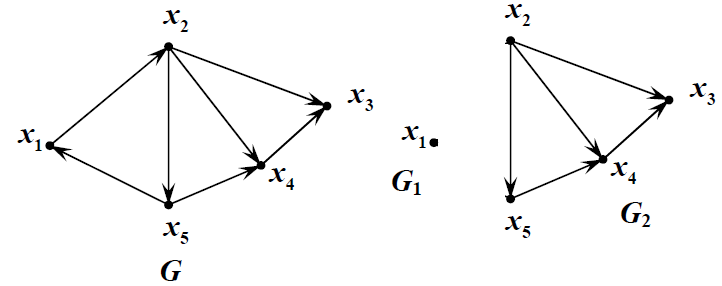 x₂
x₃
x₁
x₄
x₅
G
x₁
G₁
x₂
x₃
x₄
x₅
G₂